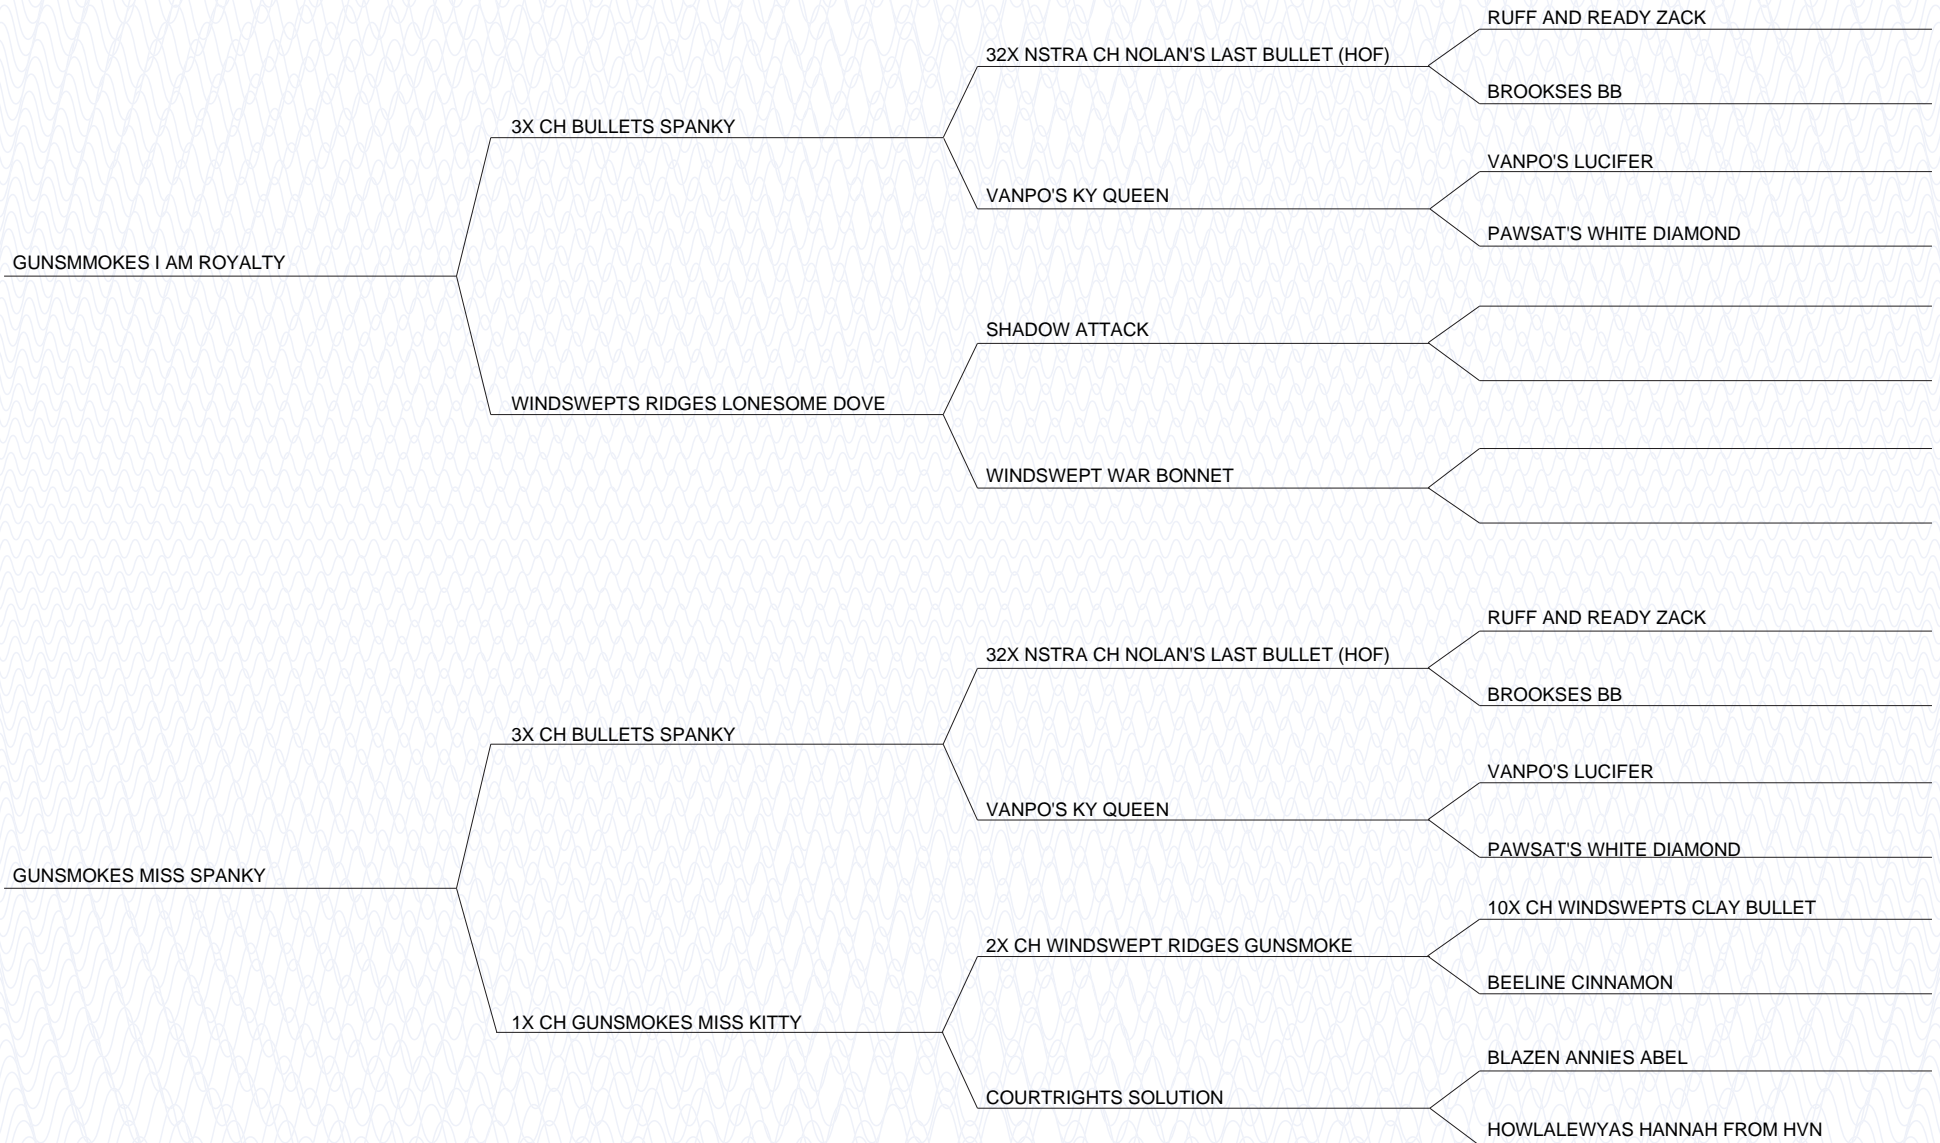 RUFF AND READY ZACK
32X NSTRA CH NOLAN'S LAST BULLET (HOF)
BROOKSES BB
3X CH BULLETS SPANKY
VANPO'S LUCIFER
VANPO'S KY QUEEN
PAWSAT'S WHITE DIAMOND
GUNSMMOKES I AM ROYALTY
SHADOW ATTACK
WINDSWEPTS RIDGES LONESOME DOVE
WINDSWEPT WAR BONNET
RUFF AND READY ZACK
32X NSTRA CH NOLAN'S LAST BULLET (HOF)
BROOKSES BB
3X CH BULLETS SPANKY
VANPO'S LUCIFER
VANPO'S KY QUEEN
PAWSAT'S WHITE DIAMOND
GUNSMOKES MISS SPANKY
10X CH WINDSWEPTS CLAY BULLET
2X CH WINDSWEPT RIDGES GUNSMOKE
BEELINE CINNAMON
1X CH GUNSMOKES MISS KITTY
BLAZEN ANNIES ABEL
COURTRIGHTS SOLUTION
HOWLALEWYAS HANNAH FROM HVN